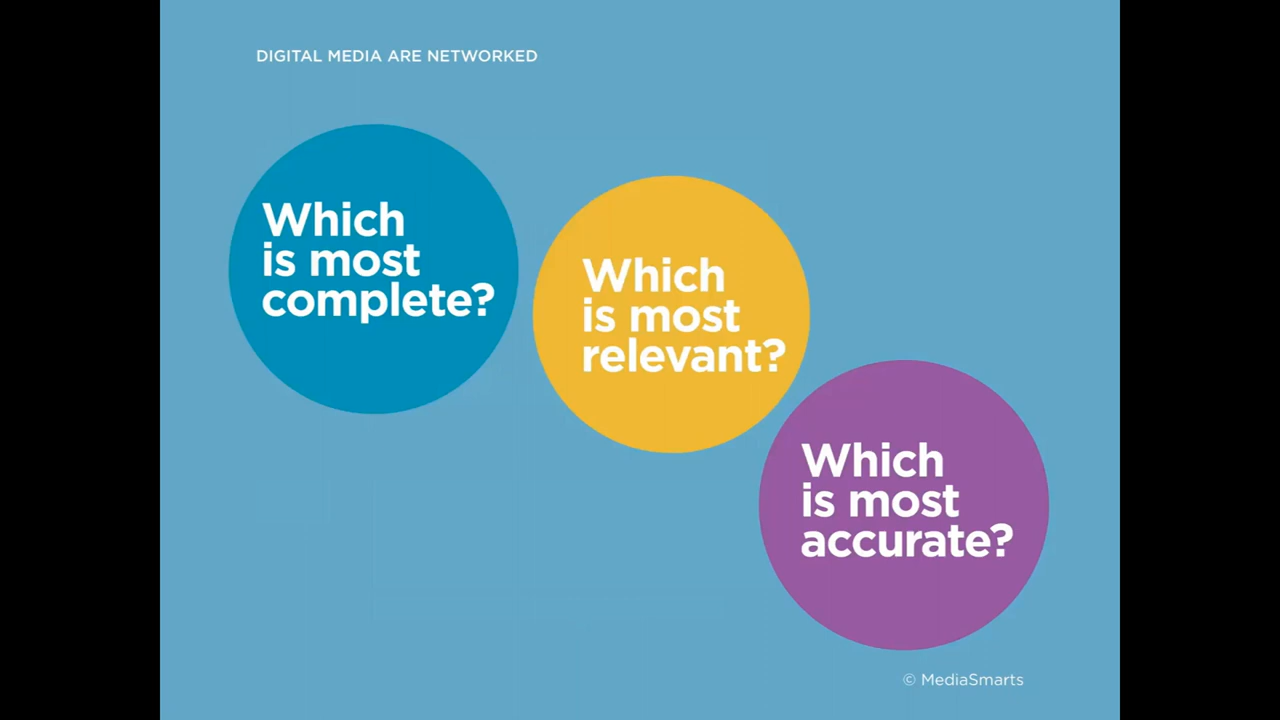 DIGITAL MEDIA ARE NETWORKED
Which
is most
complete?
Which
is most
relevant?
Which
is most
accurate?
© MediaSmarts